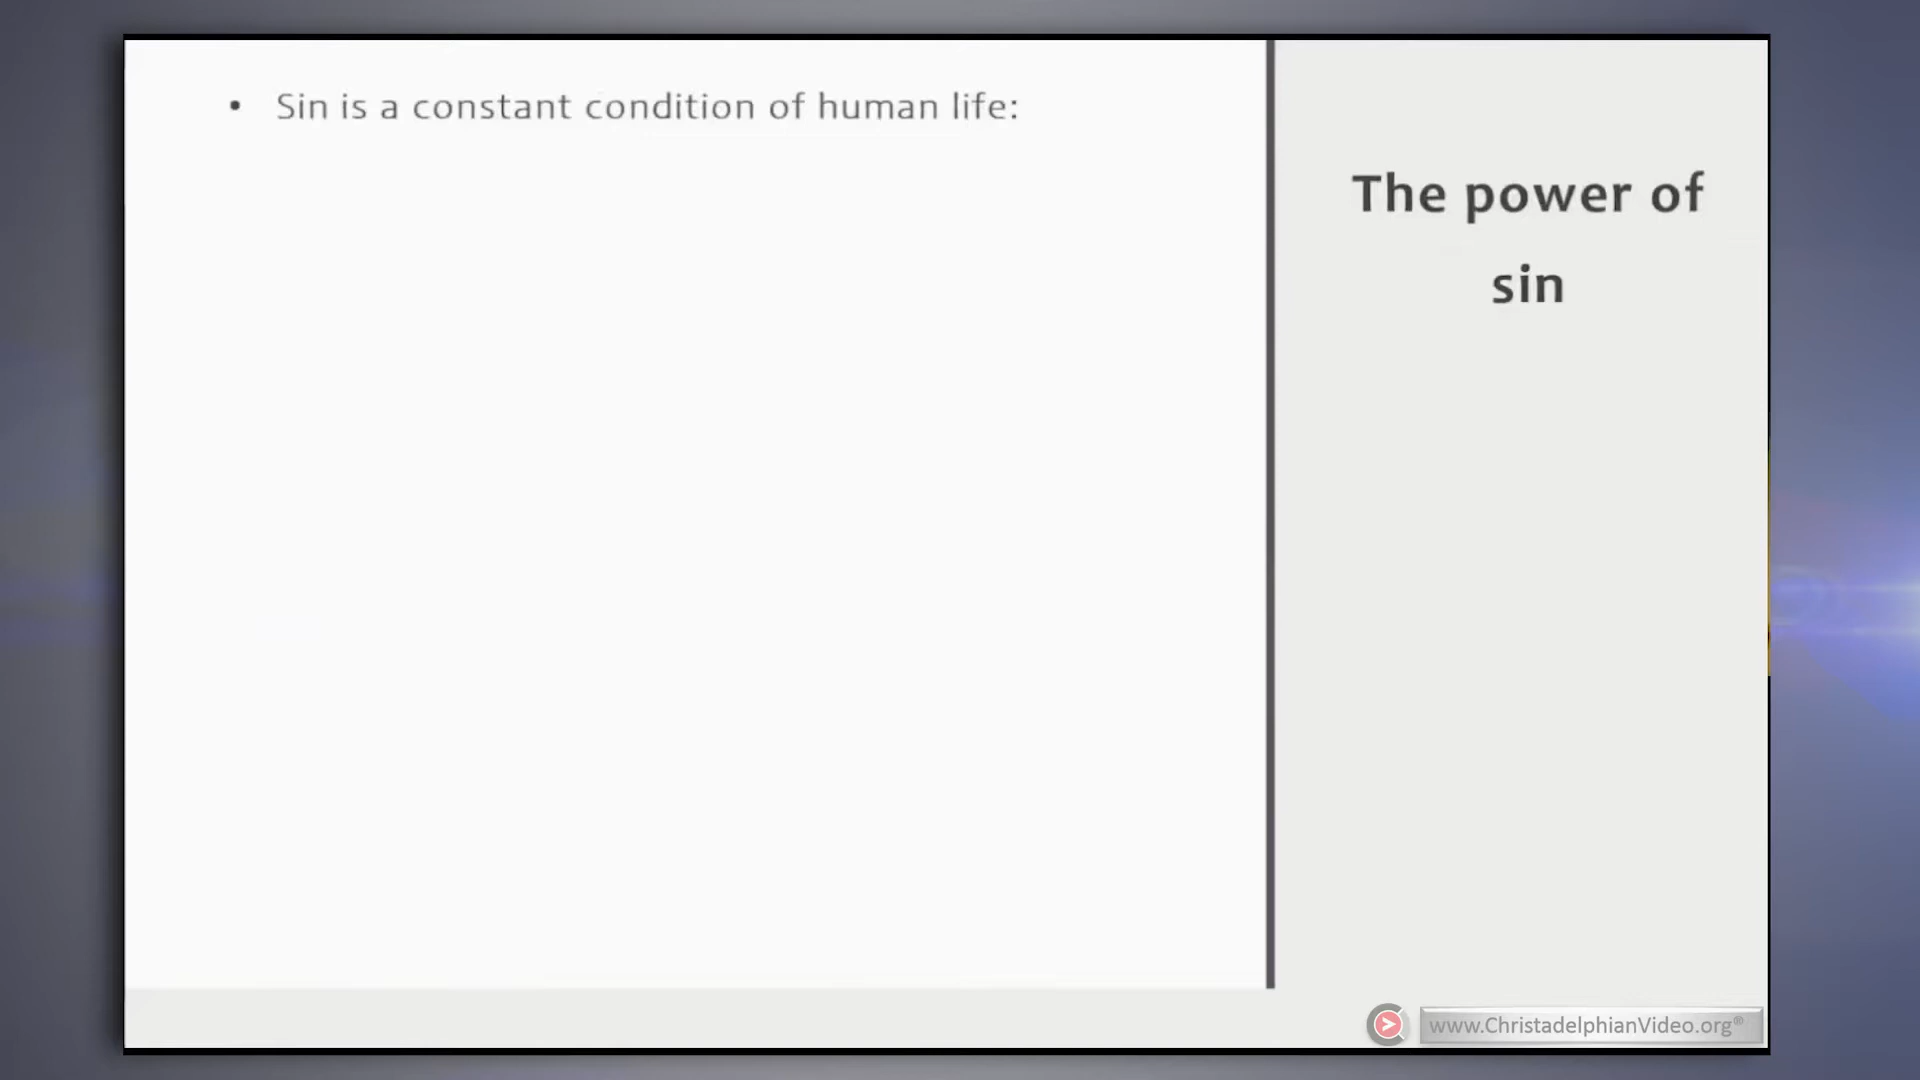 • Sin is a constant condition of human life:
The power of
sin
www.ChristadelphianVideo.org®